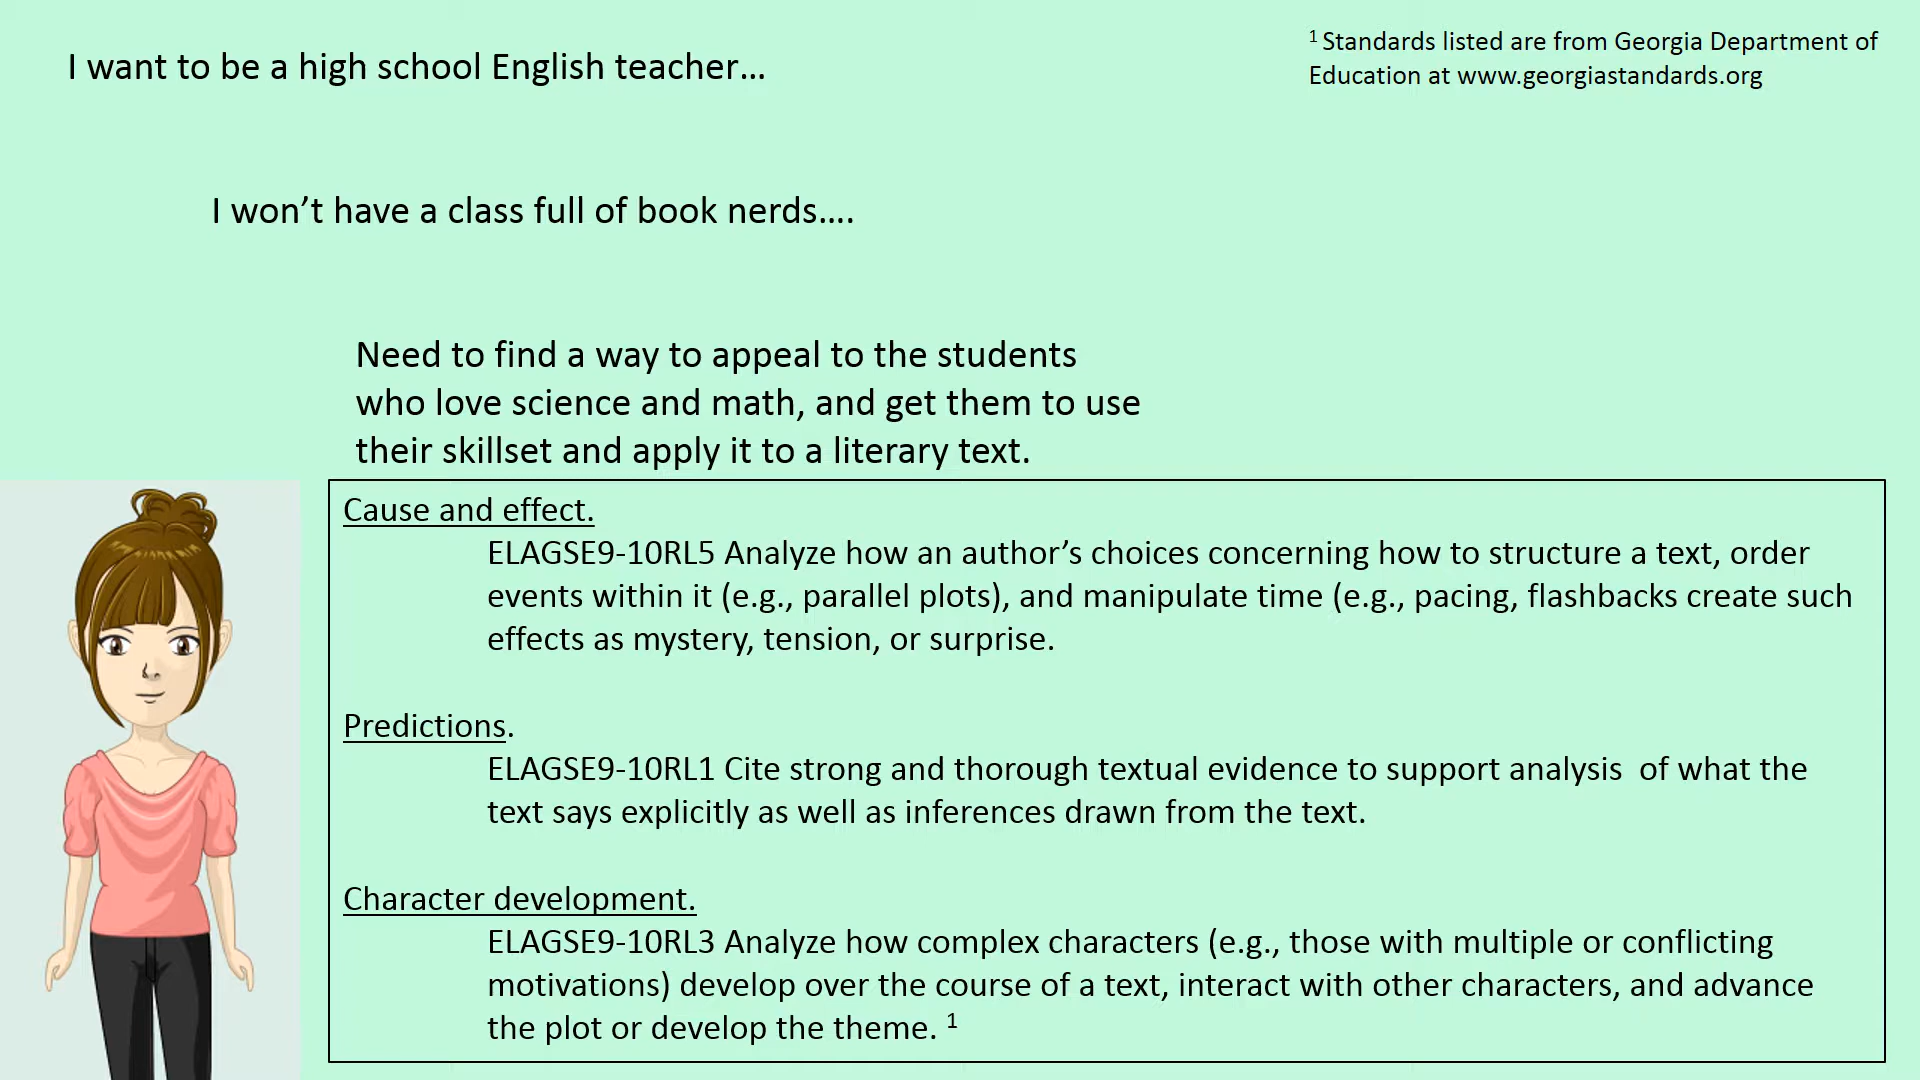 I want to be a high school English teacher...
¹ Standards listed are from Georgia Department of
Education at www.georgiastandards.org
I won’t have a class full of book nerds....
Need to find a way to appeal to the students
who love science and math, and get them to use
their skillset and apply it to a literary text.
Cause and effect.
ELAGSE9-10RL5 Analyze how an author’s choices concerning how to structure a text, order
events within it (e.g., parallel plots), and manipulate time (e.g., pacing, flashbacks create such
effects as mystery, tension, or surprise.
Predictions.
ELAGSE9-10RL1 Cite strong and thorough textual evidence to support analysis  of what the
text says explicitly as well as inferences drawn from the text.
Character development.
ELAGSE9-10RL3 Analyze how complex characters (e.g., those with multiple or conflicting
motivations) develop over the course of a text, interact with other characters, and advance
the plot or develop the theme. ¹